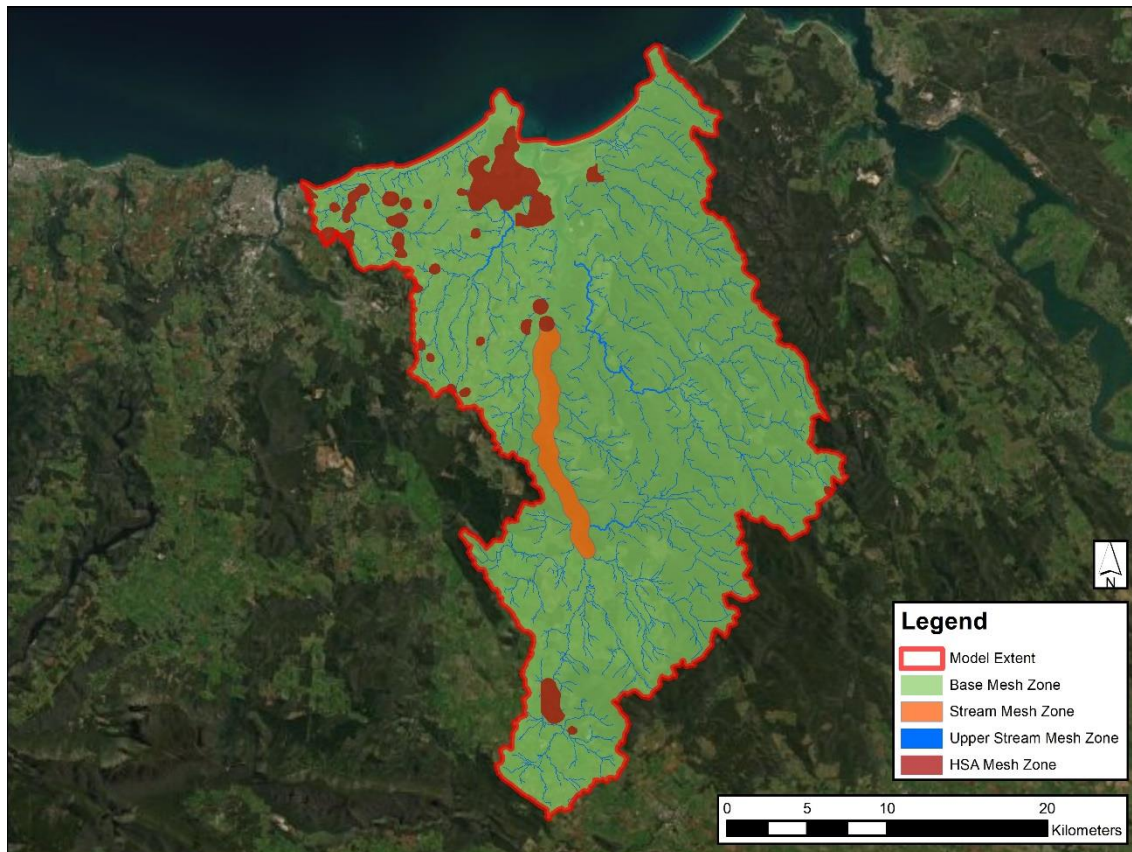 N
Legend
Model Extent
Base Mesh Zone
Stream Mesh Zone
Upper Stream Mesh Zone
HSA Mesh Zone
0 5 10 20
Kilometers